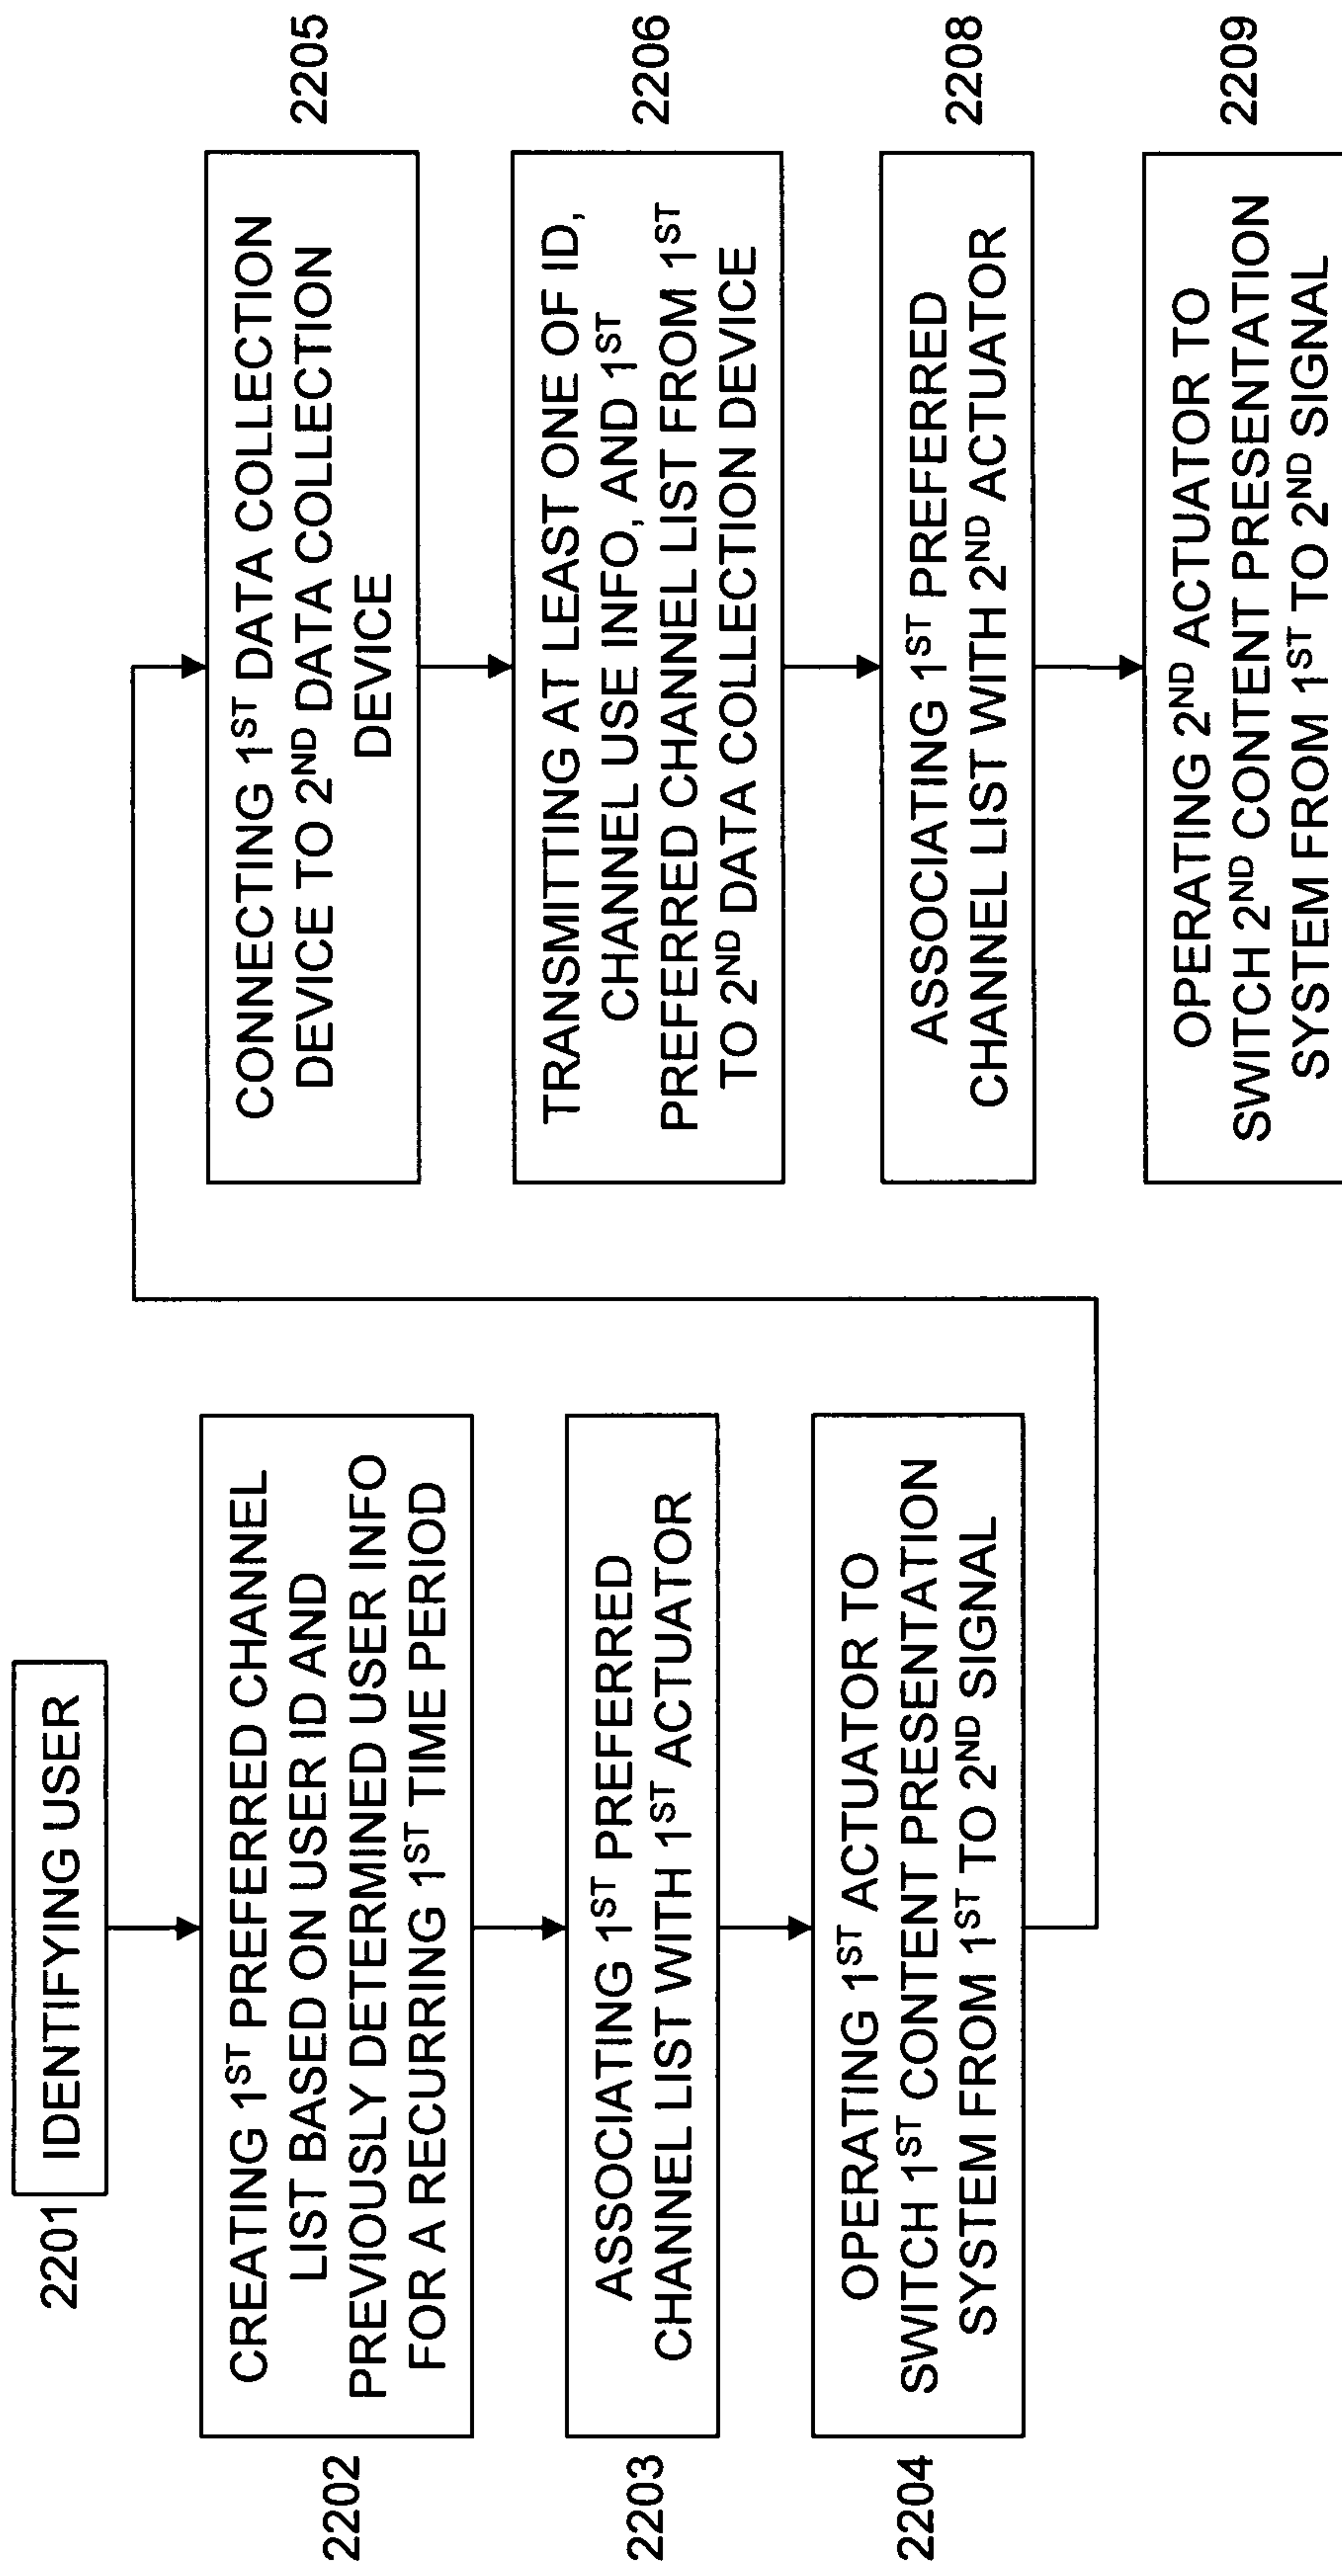 2201
IDENTIFYING USER
2202
CREATING 1ST PREFERRED CHANNEL
LIST BASED ON USER ID AND
PREVIOUSLY DETERMINED USER INFO
FOR A RECURRING 1ST TIME PERIOD
2203
ASSOCIATING 1ST PREFERRED
CHANNEL LIST WITH 1ST ACTUATOR
2204
OPERATING 1ST ACTUATOR TO
SWITCH 1ST CONTENT PRESENTATION
SYSTEM FROM 1ST TO 2ND SIGNAL
CONNECTING 1ST DATA COLLECTION
DEVICE TO 2ND DATA COLLECTION
DEVICE
2205
TRANSMITTING AT LEAST ONE OF ID,
CHANNEL USE INFO, AND 1ST
PREFERRED CHANNEL LIST FROM 1ST
TO 2ND DATA COLLECTION DEVICE
2206
ASSOCIATING 1ST PREFERRED
CHANNEL LIST WITH 2ND ACTUATOR
2208
OPERATING 2ND ACTUATOR TO
SWITCH 2ND CONTENT PRESENTATION
SYSTEM FROM 1ST TO 2ND SIGNAL
2209